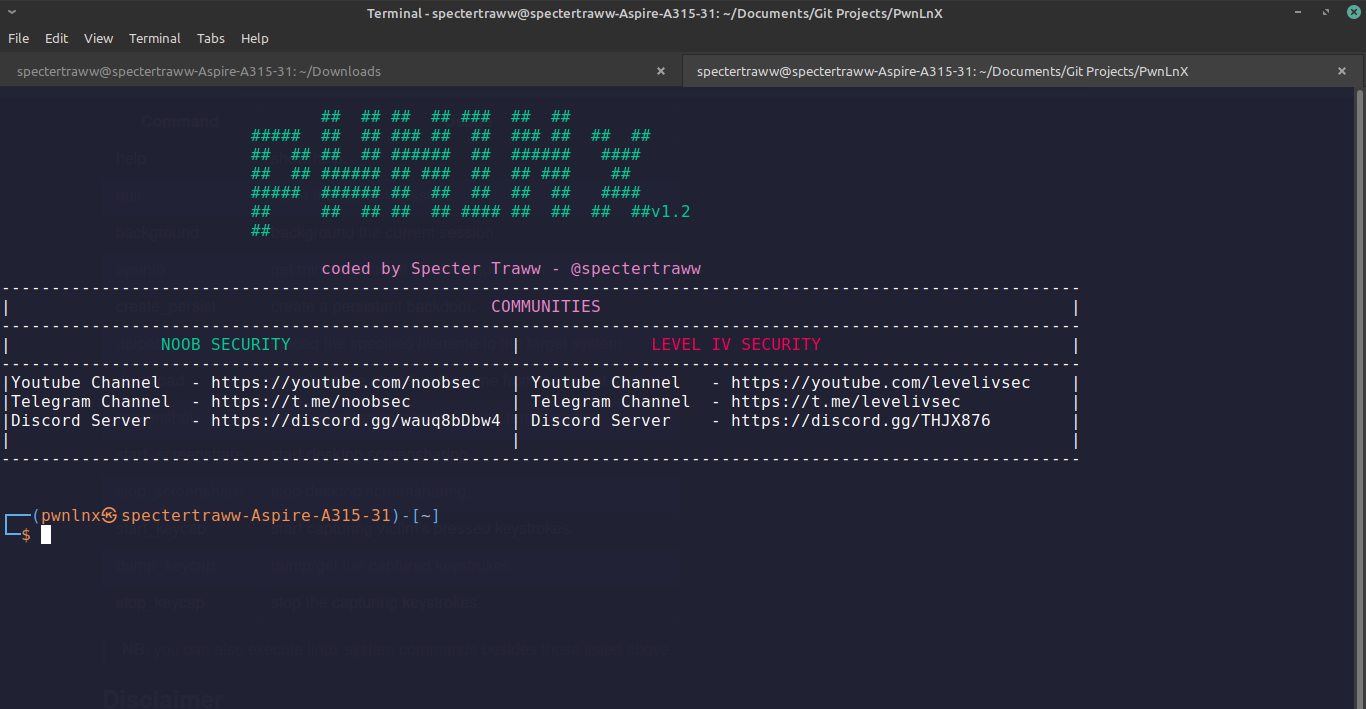 Terminal - spectertraww@spectertraww-Aspire-A315-31: ~/Documents/Git Projects/PwnLnX
File Edit View Terminal Tabs Help
spectertraww@spectertraww-Aspire-A315-31: ~/Downloads × spectertraww@spectertraww-Aspire-A315-31: ~/Documents/Git Projects/PwnLnX ×
Command
##  ## ##  ## ###  ##  ##
#####  ##  ## ### ##  ##  ### ##  ##  ##
##  ## ##  ## ######  ##  ######   ####
##  ## ###### ## ###  ##  ## ###    ##
#####  ###### ##  ##  ##  ##  ##   ####
##     ##  ## ##  ## #### ##  ##  ##  ##v1.2
##
coded by Specter Traww - @spectertraww
------------------------------------------------------------------------------------------------------------
| COMMUNITIES |
------------------------------------------------------------------------------------------------------------
| NOOB SECURITY | LEVEL IV SECURITY |
------------------------------------------------------------------------------------------------------------
|Youtube Channel   - https://youtube.com/noobsec   | Youtube Channel   - https://youtube.com/levelivsec    |
|Telegram Channel  - https://t.me/noobsec          | Telegram Channel  - https://t.me/levelivsec           |
|Discord Server    - https://discord.gg/wauq8bDbw4 | Discord Server    - https://discord.gg/THJX876        |
| | |
------------------------------------------------------------------------------------------------------------
┌──(pwnlnx㉿spectertraww-Aspire-A315-31)-[~]
└─$
Disclaimer